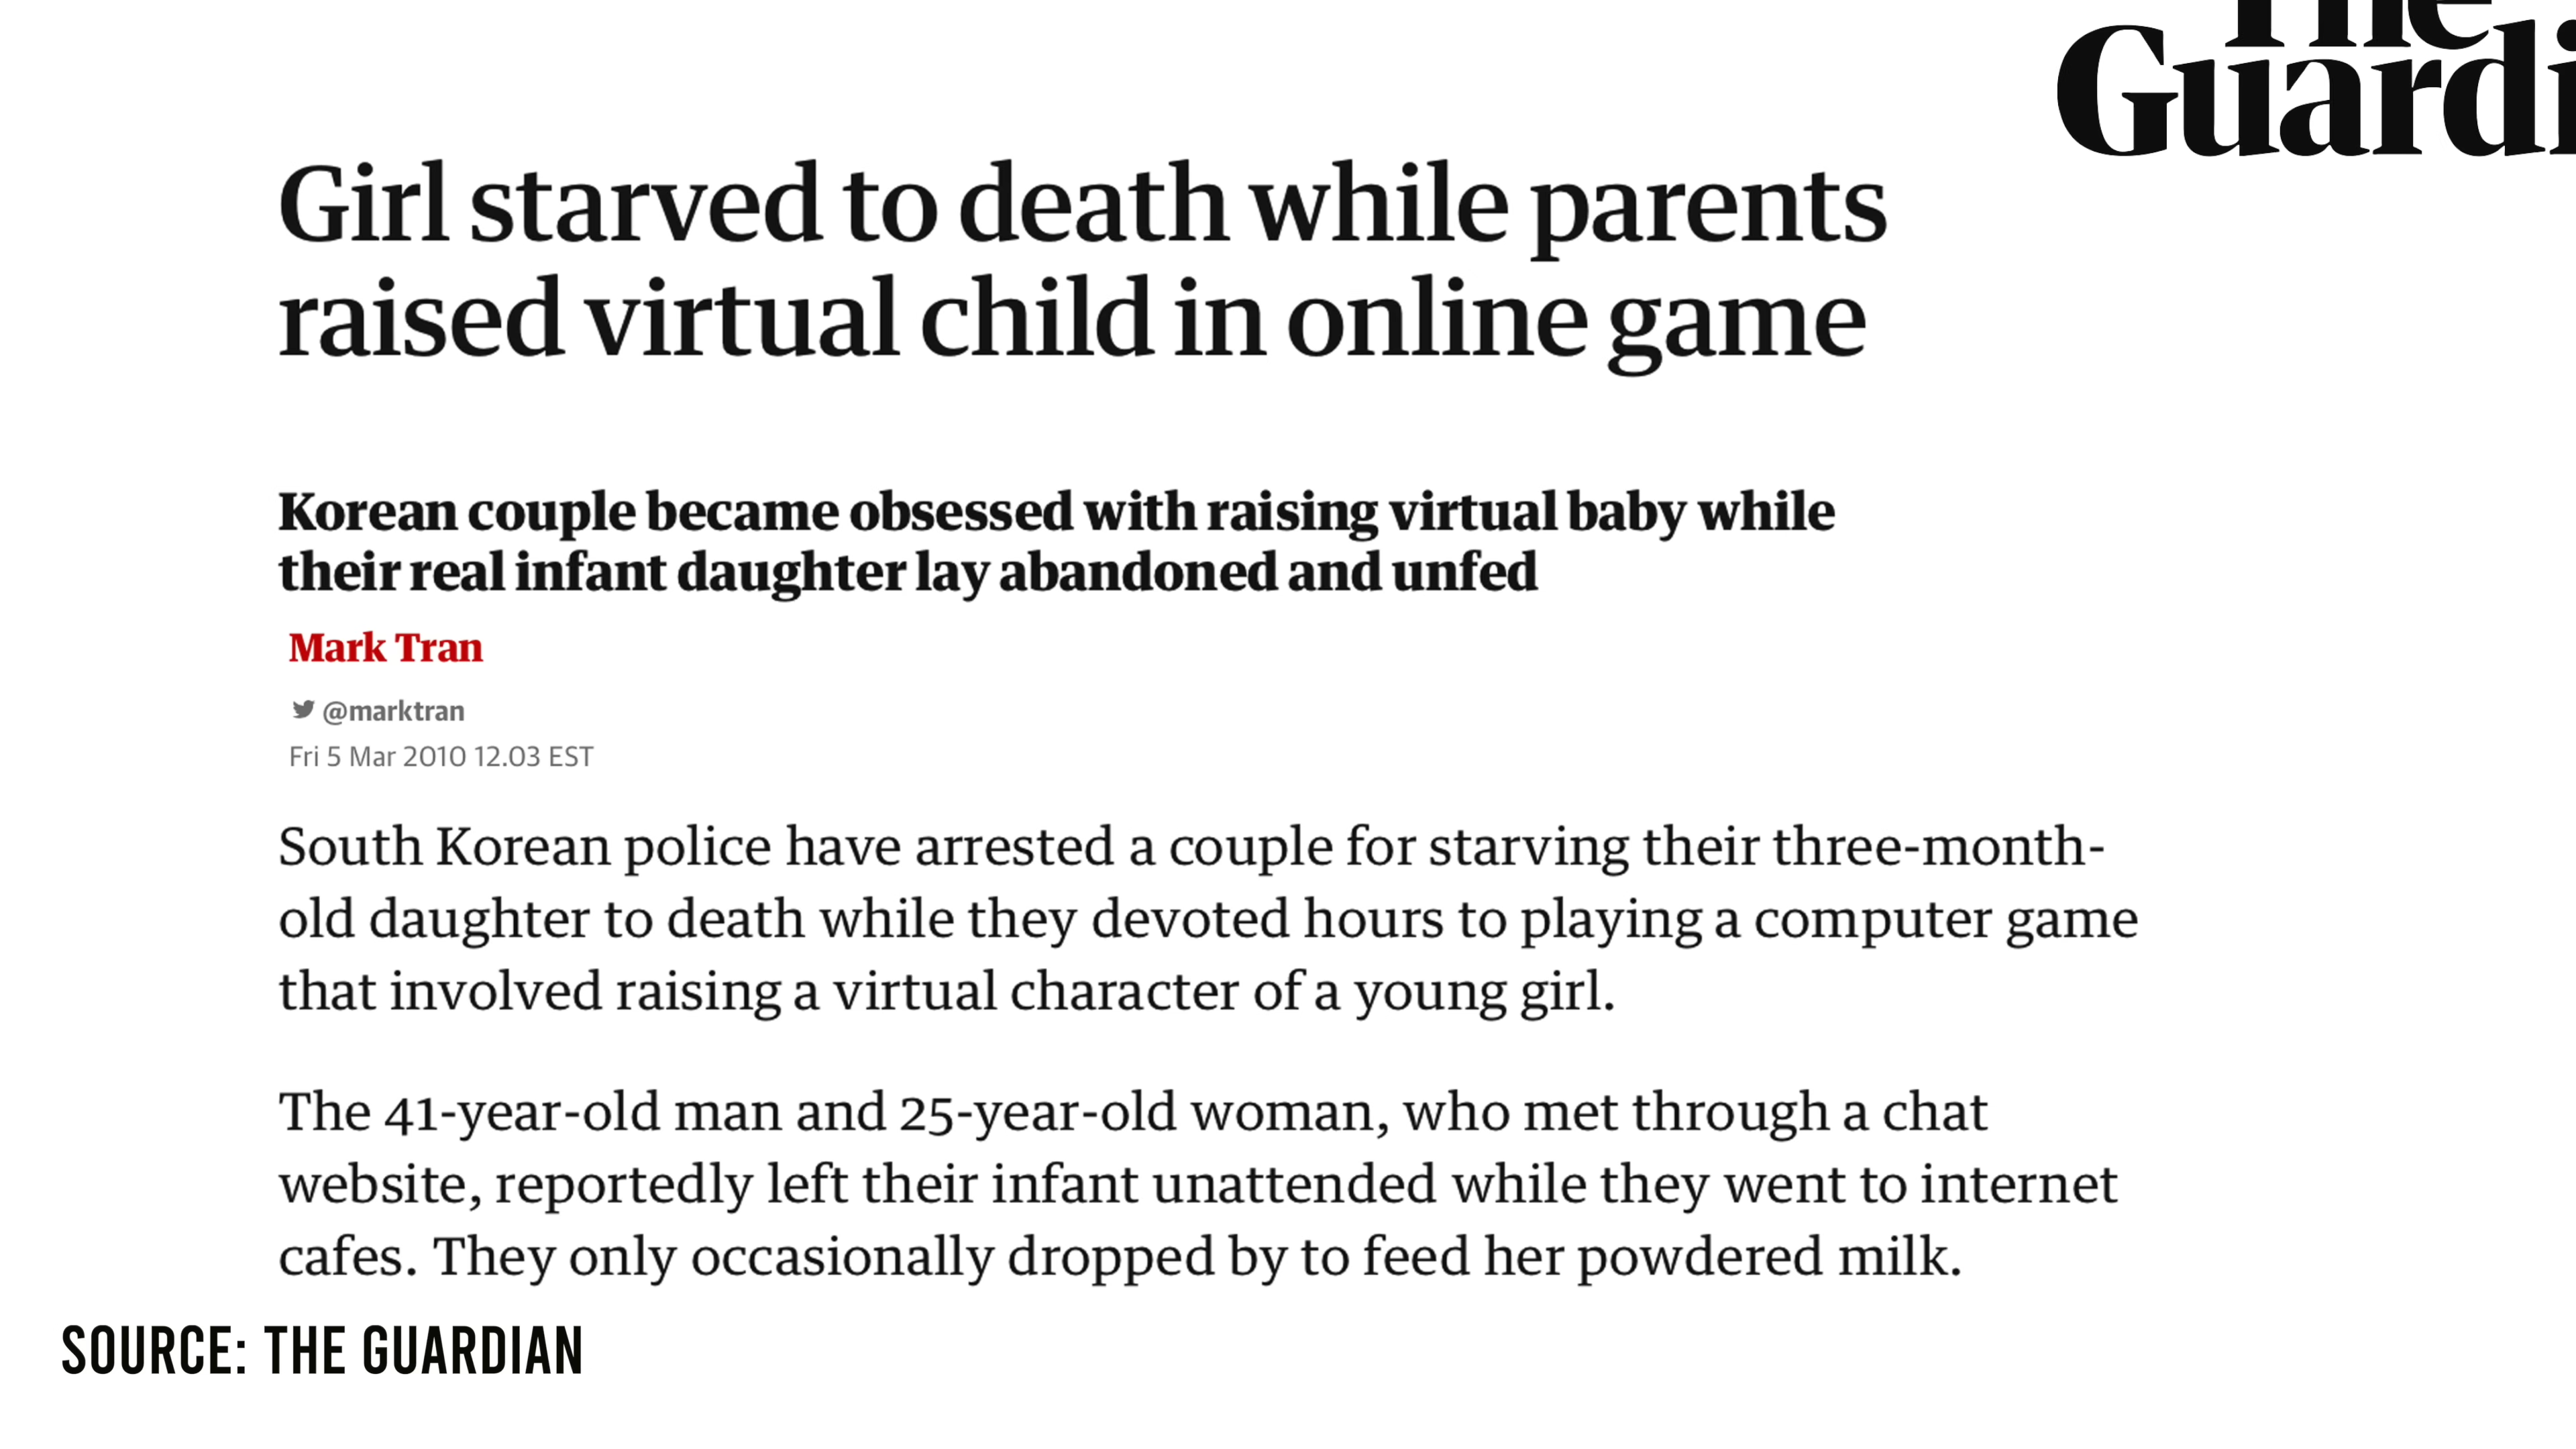 The
Guardi
Girl starved to death while parents
raised virtual child in online game
Korean couple became obsessed with raising virtual baby while
their real infant daughter lay abandoned and unfed
Mark Tran
@marktran
Fri 5 Mar 2010 12.03 EST
South Korean police have arrested a couple for starving their three-month-
old daughter to death while they devoted hours to playing a computer game
that involved raising a virtual character of a young girl.
The 41-year-old man and 25-year-old woman, who met through a chat
website, reportedly left their infant unattended while they went to internet
cafes. They only occasionally dropped by to feed her powdered milk.
SOURCE: THE GUARDIAN